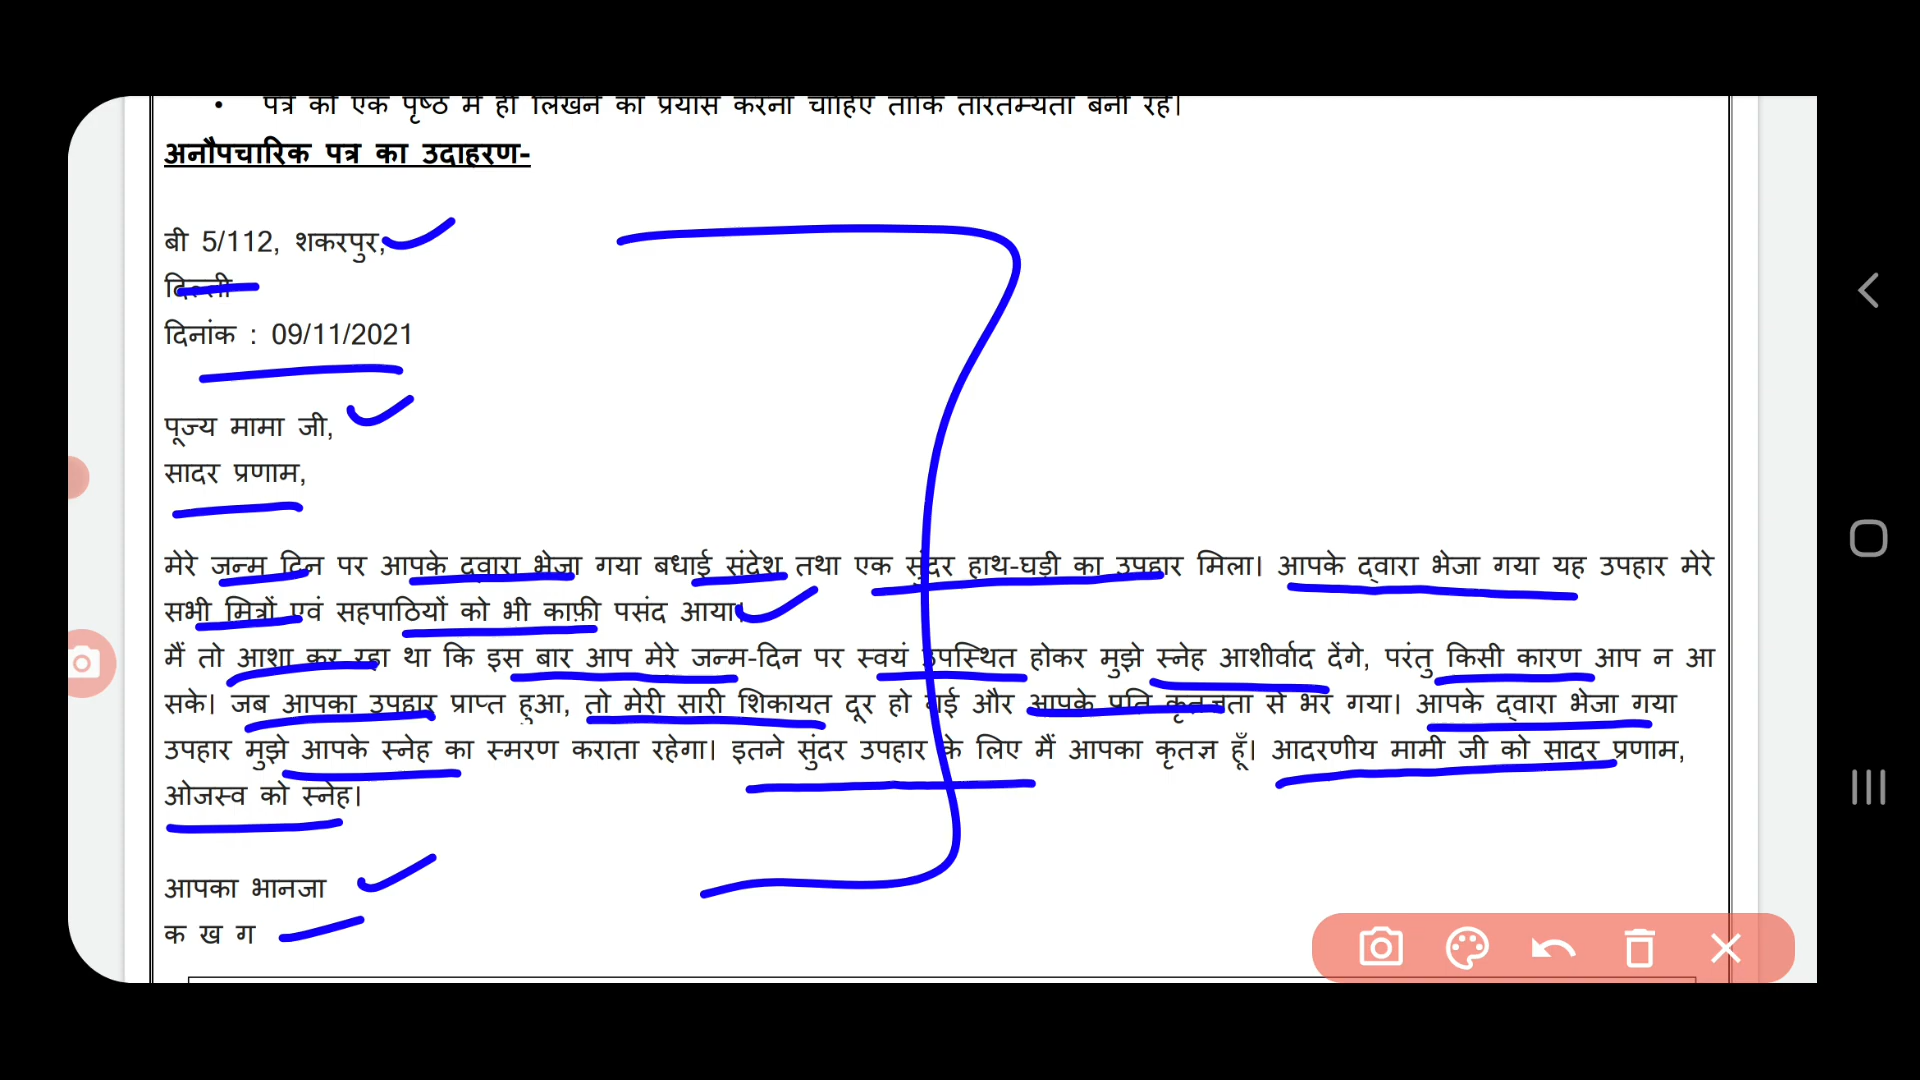 • पत्र को एक पृष्ठ में ही लिखने का प्रयास करना चाहिए ताकि तारतम्यता बनी रहे।
अनौपचारिक पत्र का उदाहरण-
बी 5/112, शकरपुर,
दिल्ली
दिनांक : 09/11/2021
पूज्य मामा जी,
सादर प्रणाम,
मेरे जन्म दिन पर आपके द्वारा भेजा गया बधाई संदेश तथा एक सुंदर हाथ-घड़ी का उपहार मिला। आपके द्वारा भेजा गया यह उपहार मेरे
सभी मित्रों एवं सहपाठियों को भी काफ़ी पसंद आया।
मैं तो आशा कर रहा था कि इस बार आप मेरे जन्म-दिन पर स्वयं उपस्थित होकर मुझे स्नेह आशीर्वाद देंगे, परंतु किसी कारण आप न आ
सके। जब आपका उपहार प्राप्त हुआ, तो मेरी सारी शिकायत दूर हो गई और आपके प्रति कृतज्ञता से भर गया। आपके द्वारा भेजा गया
उपहार मुझे आपके स्नेह का स्मरण कराता रहेगा। इतने सुंदर उपहार के लिए मैं आपका कृतज्ञ हूँ। आदरणीय मामी जी को सादर प्रणाम,
ओजस्व को स्नेह।
आपका भानजा
क ख ग